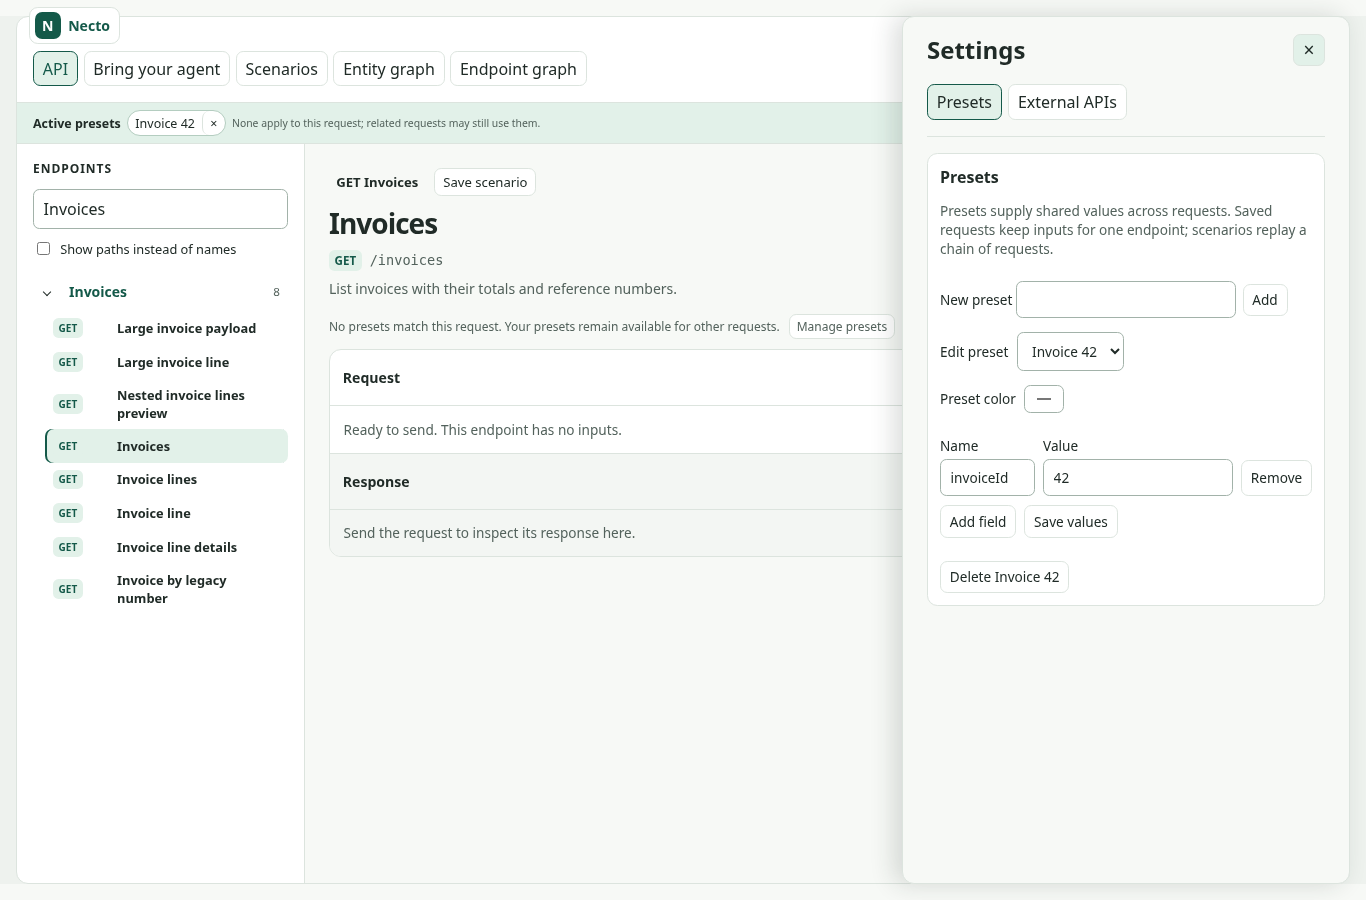 N Necto
API Bring your agent Scenarios Entity graph Endpoint graph
Active presets Invoice 42 × None apply to this request; related requests may still use them.
ENDPOINTS
Invoices
Show paths instead of names
Invoices 8
GET Large invoice payload
GET Large invoice line
GET Nested invoice lines
preview
GET Invoices
GET Invoice lines
GET Invoice line
GET Invoice line details
GET Invoice by legacy
number
GET Invoices Save scenario
Invoices
GET /invoices
List invoices with their totals and reference numbers.
No presets match this request. Your presets remain available for other requests. Manage presets
Request
Ready to send. This endpoint has no inputs.
Response
Send the request to inspect its response here.
Settings ×
Presets External APIs
Presets
Presets supply shared values across requests. Saved
requests keep inputs for one endpoint; scenarios replay a
chain of requests.
New preset Add
Edit preset Invoice 42
Preset color —
Name Value
invoiceId 42 Remove
Add field Save values
Delete Invoice 42